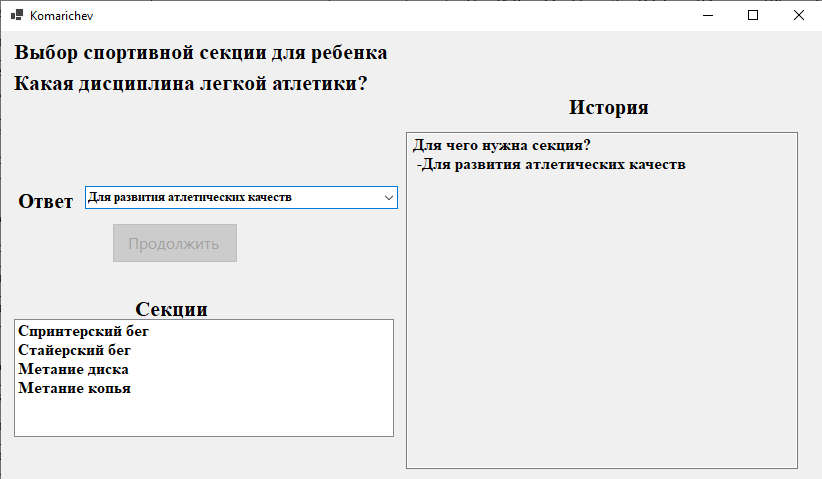 Komarichev
Выбор спортивной секции для ребенка
Какая дисциплина легкой атлетики?
История
Для чего нужна секция?
-Для развития атлетических качеств
Ответ
Для развития атлетических качеств
Продолжить
Секции
Спринтерский бег
Стайерский бег
Метание диска
Метание копья